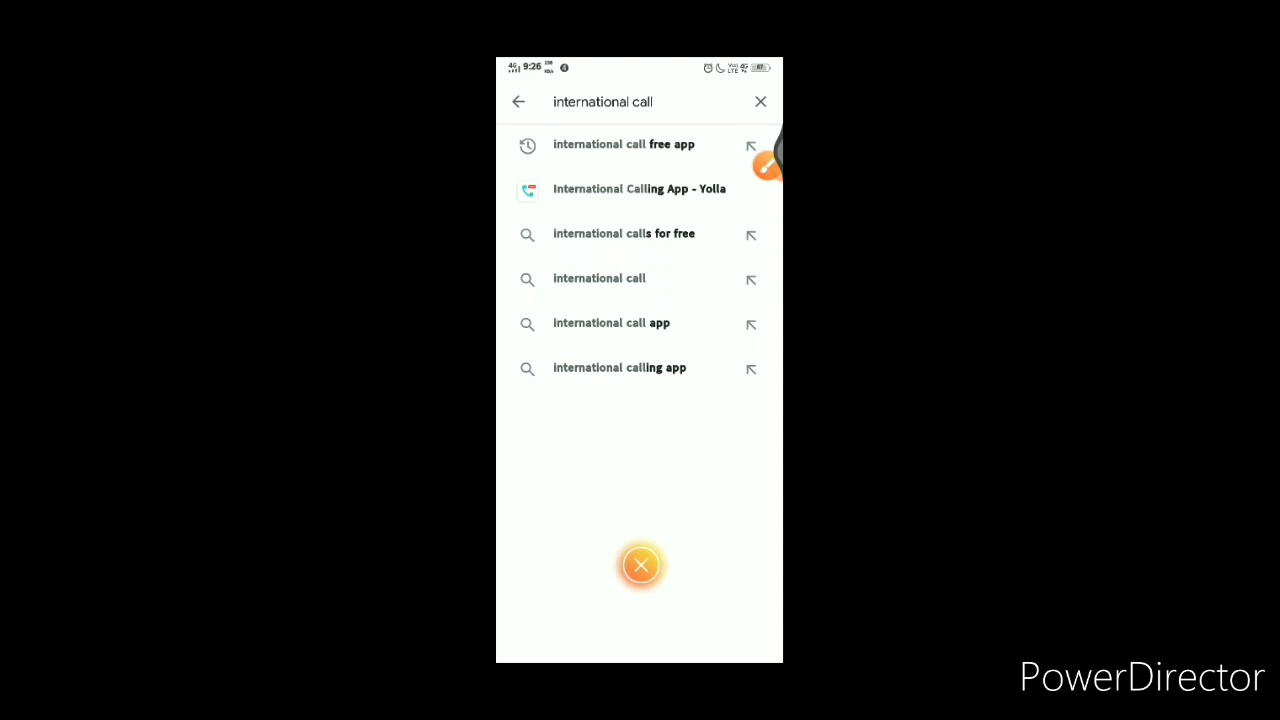 4G 9:26
international call
international call free app
International Calling App - Yolla
international calls for free
international call
international call app
international calling app
PowerDirector